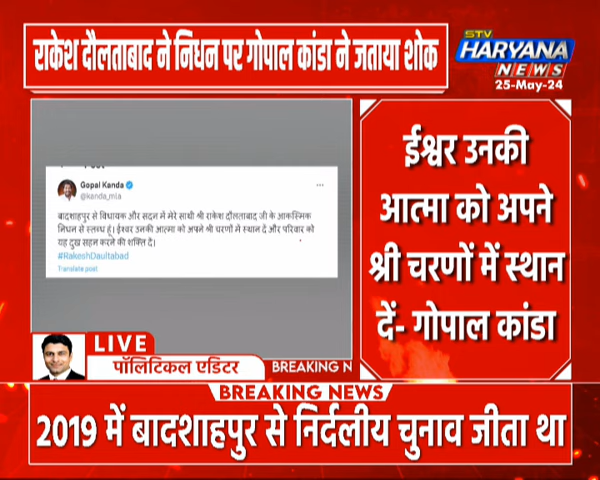 राकेश दौलताबाद ने निधन पर गोपाल कांडा ने जताया शोक
STV
HARYANA
NEWS
25-May-24
Gopal Kanda
@kanda_mla
बादशाहपुर से विधायक और सदन में मेरे साथी श्री राकेश दौलताबाद जी के आकस्मिक
निधन से स्तब्ध हूं। ईश्वर उनकी आत्मा को अपने श्री चरणों में स्थान दें और परिवार को
यह दुख सहन करने की शक्ति दें।
#RakeshDaultabad
Translate post
ईश्वर उनकी
आत्मा को अपने
श्री चरणों में स्थान
दें- गोपाल कांडा
LIVE
पॉलिटिकल एडिटर
BREAKING N
BREAKING NEWS
2019 में बादशाहपुर से निर्दलीय चुनाव जीता था